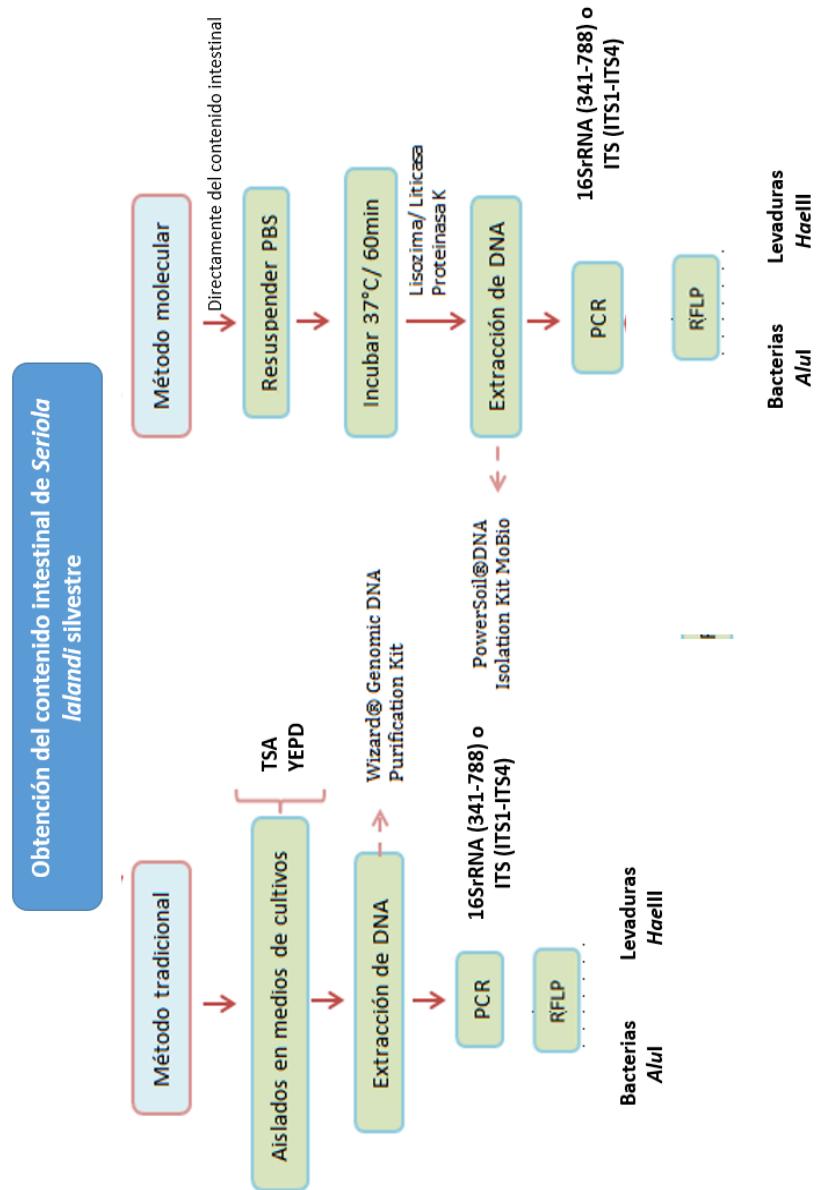 Obtención del contenido intestinal de Seriola
lalandi silvestre
Método tradicional
Aislados en medios de cultivos
TSA
YEPD
Extracción de DNA
Wizard® Genomic DNA
Purification Kit
PCR
16SrRNA (341-788) o
ITS (ITS1-ITS4)
RFLP
Bacterias
AluI
Levaduras
HaeIII
Método molecular
Directamente del contenido intestinal
Resuspender PBS
Incubar 37°C/ 60min
Lisozima/ Liticasa
Proteinasa K
Extracción de DNA
PowerSoil®DNA
Isolation Kit MoBio
PCR
16SrRNA (341-788) o
ITS (ITS1-ITS4)
RFLP
Bacterias
AluI
Levaduras
HaeIII